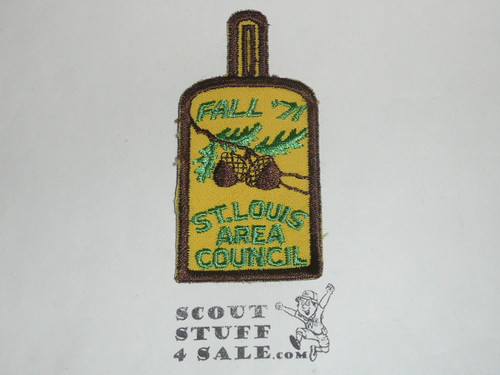 FALL '71
ST. LOUIS
AREA
COUNCIL
SCOUT
STUFF
4 SALE.com